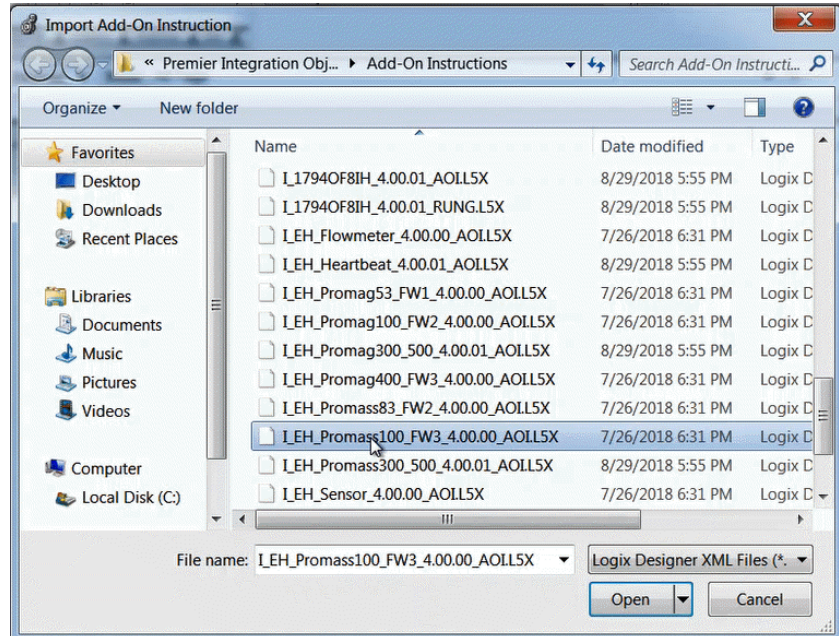 Import Add-On Instruction
« Premier Integration Obj... Add-On Instructions Search Add-On Instructi...
Organize New folder
Name Date modified Type
Favorites
Desktop I_1794OF8IH_4.00.01_AOI.L5X 8/29/2018 5:55 PM Logix D
Downloads I_1794OF8IH_4.00.01_RUNG.L5X 8/29/2018 5:55 PM Logix D
Recent Places I_EH_Flowmeter_4.00.00_AOI.L5X 7/26/2018 6:31 PM Logix D
I_EH_Heartbeat_4.00.01_AOI.L5X 8/29/2018 5:55 PM Logix D
Libraries I_EH_Promag53_FW1_4.00.00_AOI.L5X 7/26/2018 6:31 PM Logix D
Documents I_EH_Promag100_FW2_4.00.00_AOI.L5X 7/26/2018 6:31 PM Logix D
Music I_EH_Promag300_500_4.00.01_AOI.L5X 8/29/2018 5:55 PM Logix D
Pictures I_EH_Promag400_FW3_4.00.00_AOI.L5X 7/26/2018 6:31 PM Logix D
Videos I_EH_Promass83_FW2_4.00.00_AOI.L5X 7/26/2018 6:31 PM Logix D
I_EH_Promass100_FW3_4.00.00_AOI.L5X 7/26/2018 6:31 PM Logix D
Computer I_EH_Promass300_500_4.00.01_AOI.L5X 8/29/2018 5:55 PM Logix D
Local Disk (C:) I_EH_Sensor_4.00.00_AOI.L5X 7/26/2018 6:31 PM Logix D
File name: I_EH_Promass100_FW3_4.00.00_AOI.L5X Logix Designer XML Files (*.
Open Cancel